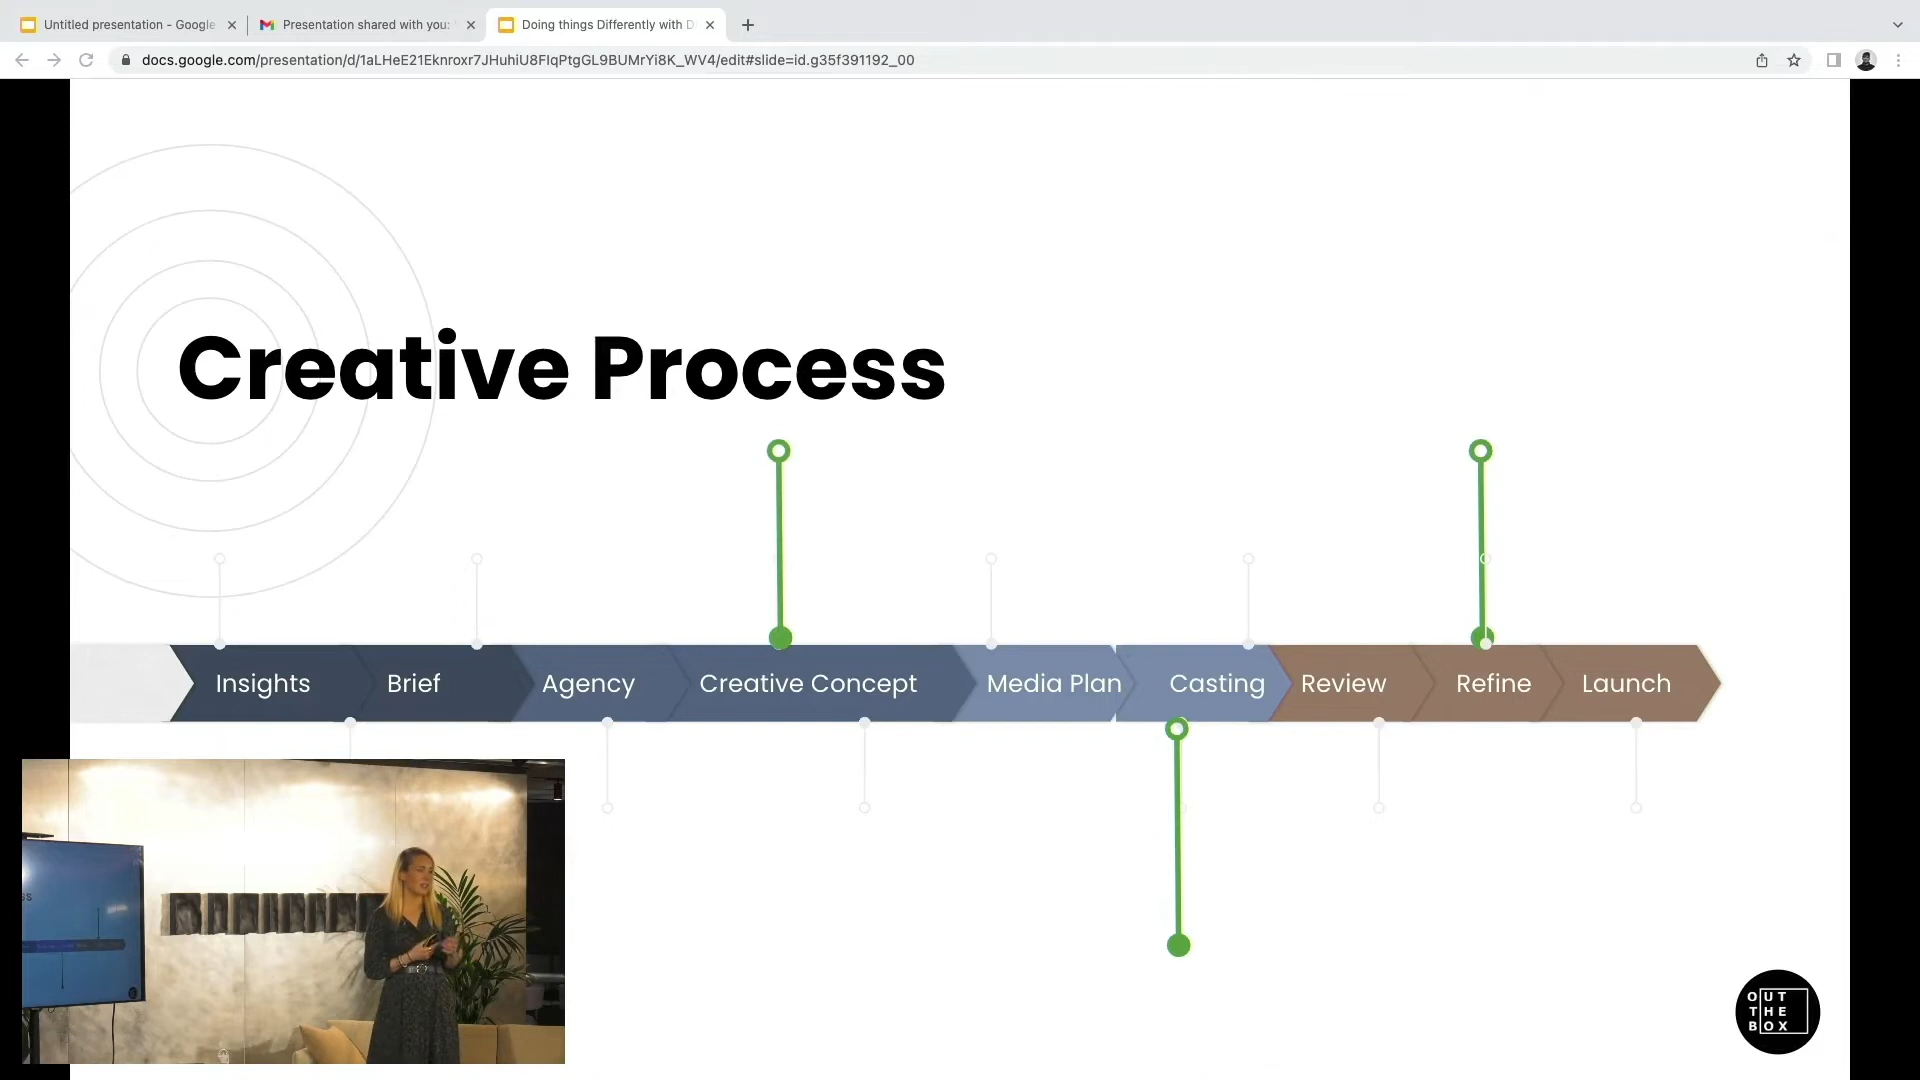 Untitled presentation - Google
Presentation shared with you:
Doing things Differently with D
docs.google.com/presentation/d/1aLHeE21Eknroxr7JHuhiU8FIqPtgGL9BUMrYi8K_WV4/edit#slide=id.g35f391192_00
Creative Process
Insights
Brief
Agency
Creative Concept
Media Plan
Casting
Review
Refine
Launch
OUT
THE
BOX